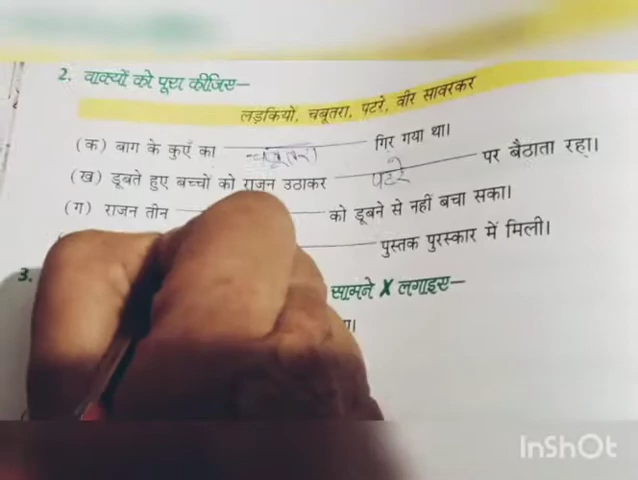 2. वाक्यों को पूरा कीजिए—
लड़कियों, चबूतरा, पटरे, वीर सावरकर
(क) बाग के कुएँ का चबूतरा गिर गया था।
(ख) डूबते हुए बच्चों को राजन उठाकर पटरे पर बैठाता रहा।
(ग) राजन तीन को डूबने से नहीं बचा सका।
पुस्तक पुरस्कार में मिली।
3. सामने X लगाइए—
InShOt